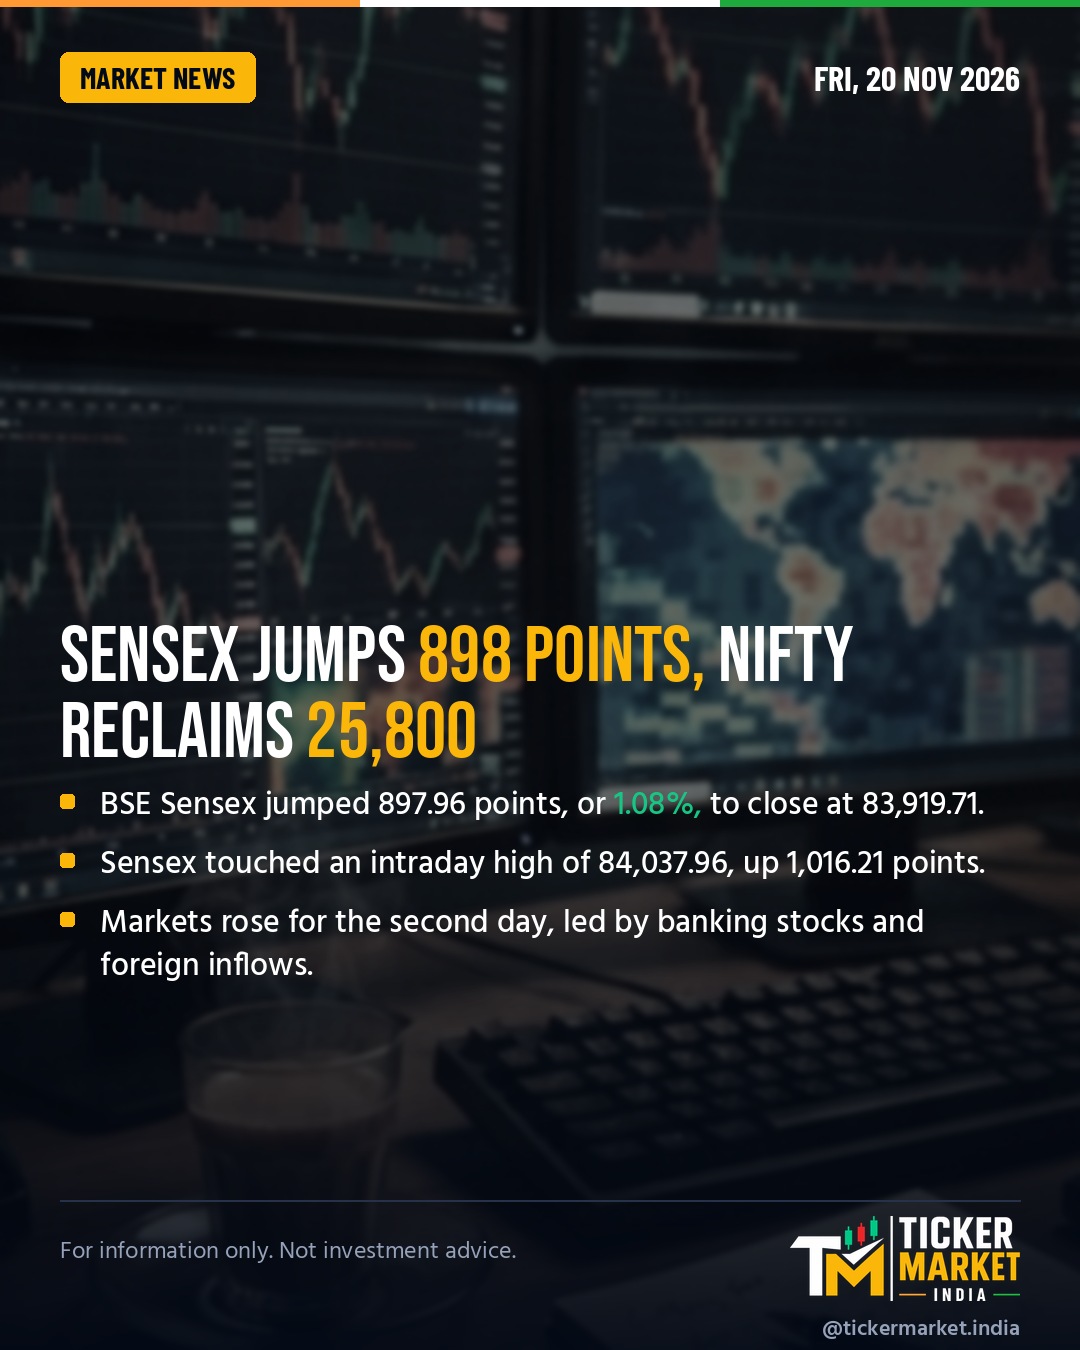 MARKET NEWS
FRI, 20 NOV 2026
SENSEX JUMPS 898 POINTS, NIFTY
RECLAIMS 25,800
BSE Sensex jumped 897.96 points, or 1.08%, to close at 83,919.71.
Sensex touched an intraday high of 84,037.96, up 1,016.21 points.
Markets rose for the second day, led by banking stocks and
foreign inflows.
For information only. Not investment advice.
TM
TICKER
MARKET
INDIA
@tickermarket.india